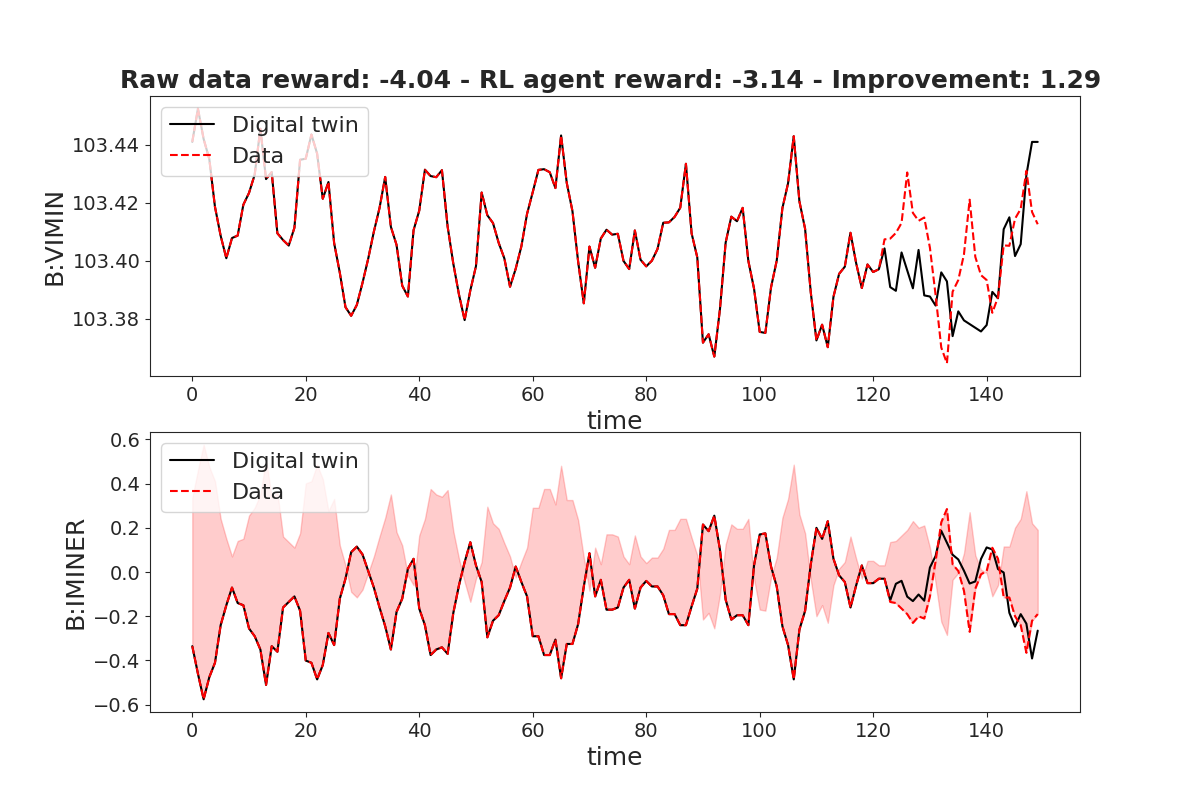 Raw data reward: -4.04 - RL agent reward: -3.14 - Improvement: 1.29
Digital twin
Data
B:VIMIN
103.44
103.42
103.40
103.38
0 20 40 60 80 100 120 140
time
Digital twin
Data
B:IMINER
0.6
0.4
0.2
0.0
−0.2
−0.4
−0.6
0 20 40 60 80 100 120 140
time